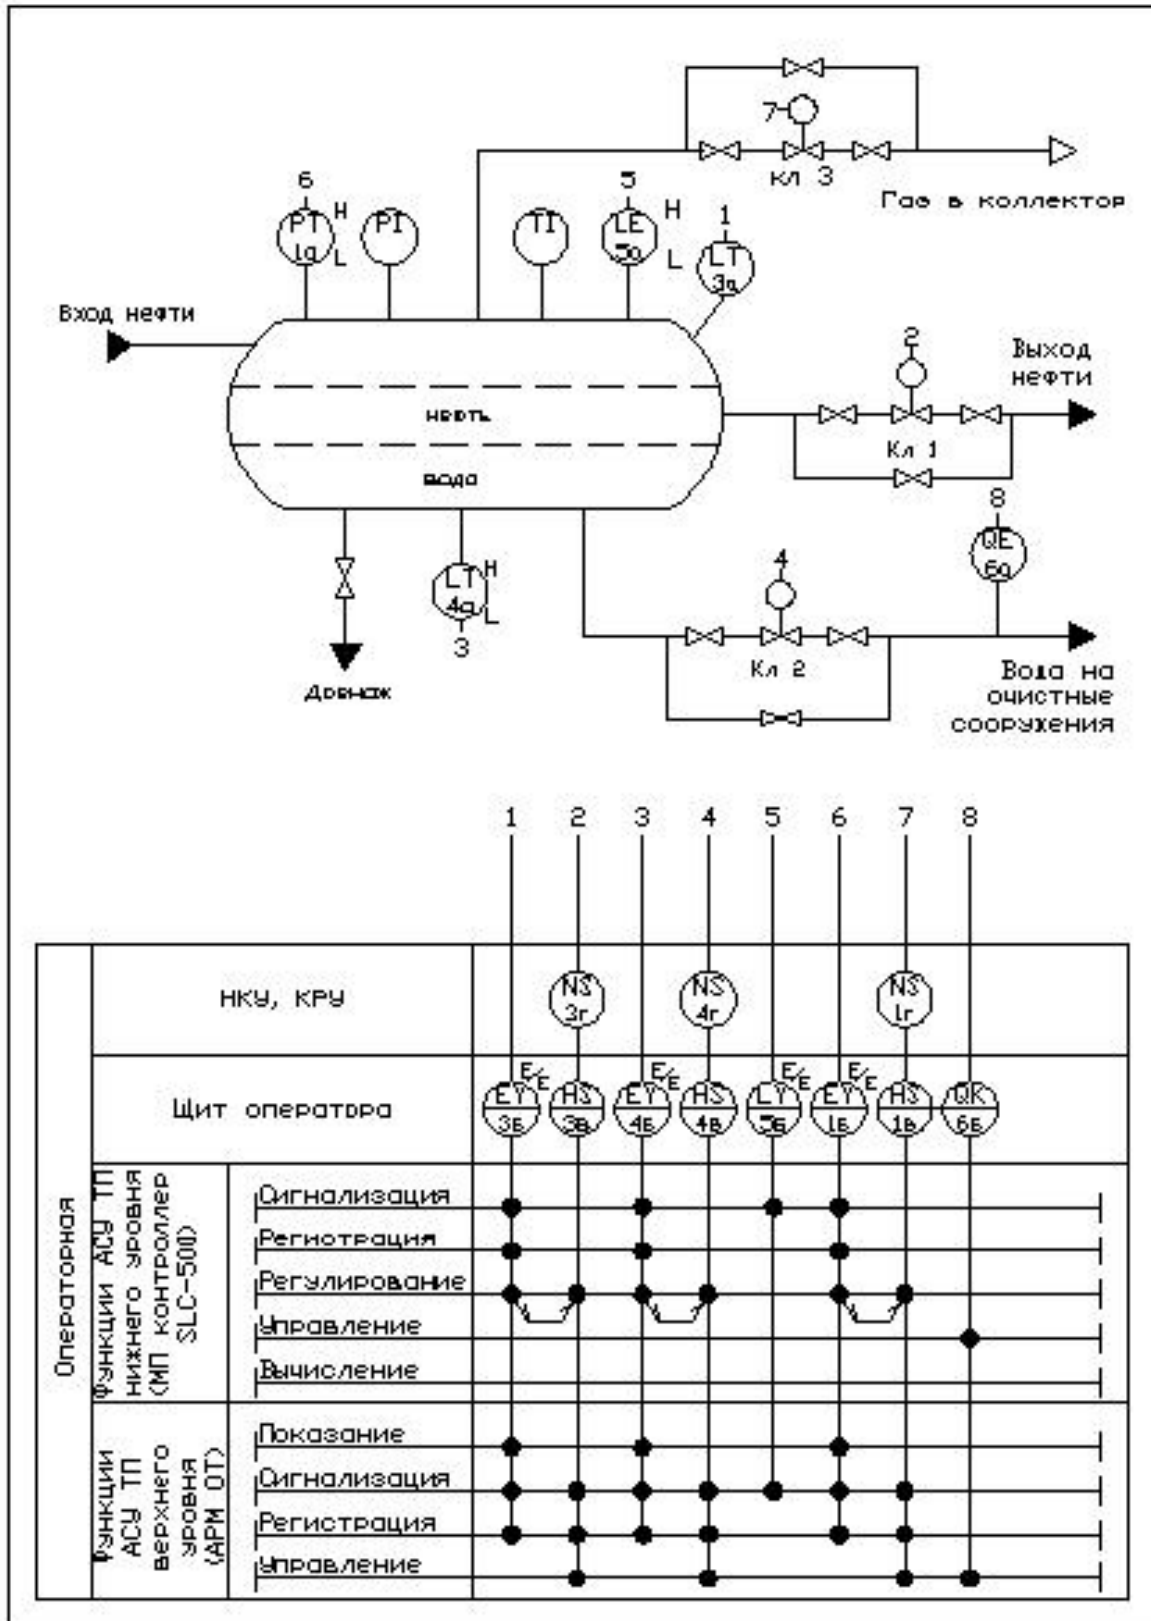 7
кл 3
Газ в коллектор
6
PT
1а
H
L
PI
TI
5
LE
5а
H
L
1
LT
3а
Вход нефти
нефть
вода
2
Кл 1
Выход
нефти
8
QE
6а
LT
4а
H
L
3
4
Кл 2
Вода на
очистные
сооружения
1 2 3 4 5 6 7 8
Операторная
НКУ, КРУ
NS
3г
NS
4г
NS
1г
Щит оператора
EY
3б
E/E
HS
3в
EY
4б
E/E
HS
4в
LY
5б
E/E
EY
1б
E/E
HS
1в
QK
6б
Функции АСУ ТП
нижнего уровня
(МП контроллер
SLC-500)
Сигнализация
Регистрация
Регулирование
Управление
Вычисление
Функции
АСУ ТП
верхнего
уровня
(АРМ ОТ)
Показание
Сигнализация
Регистрация
Управление